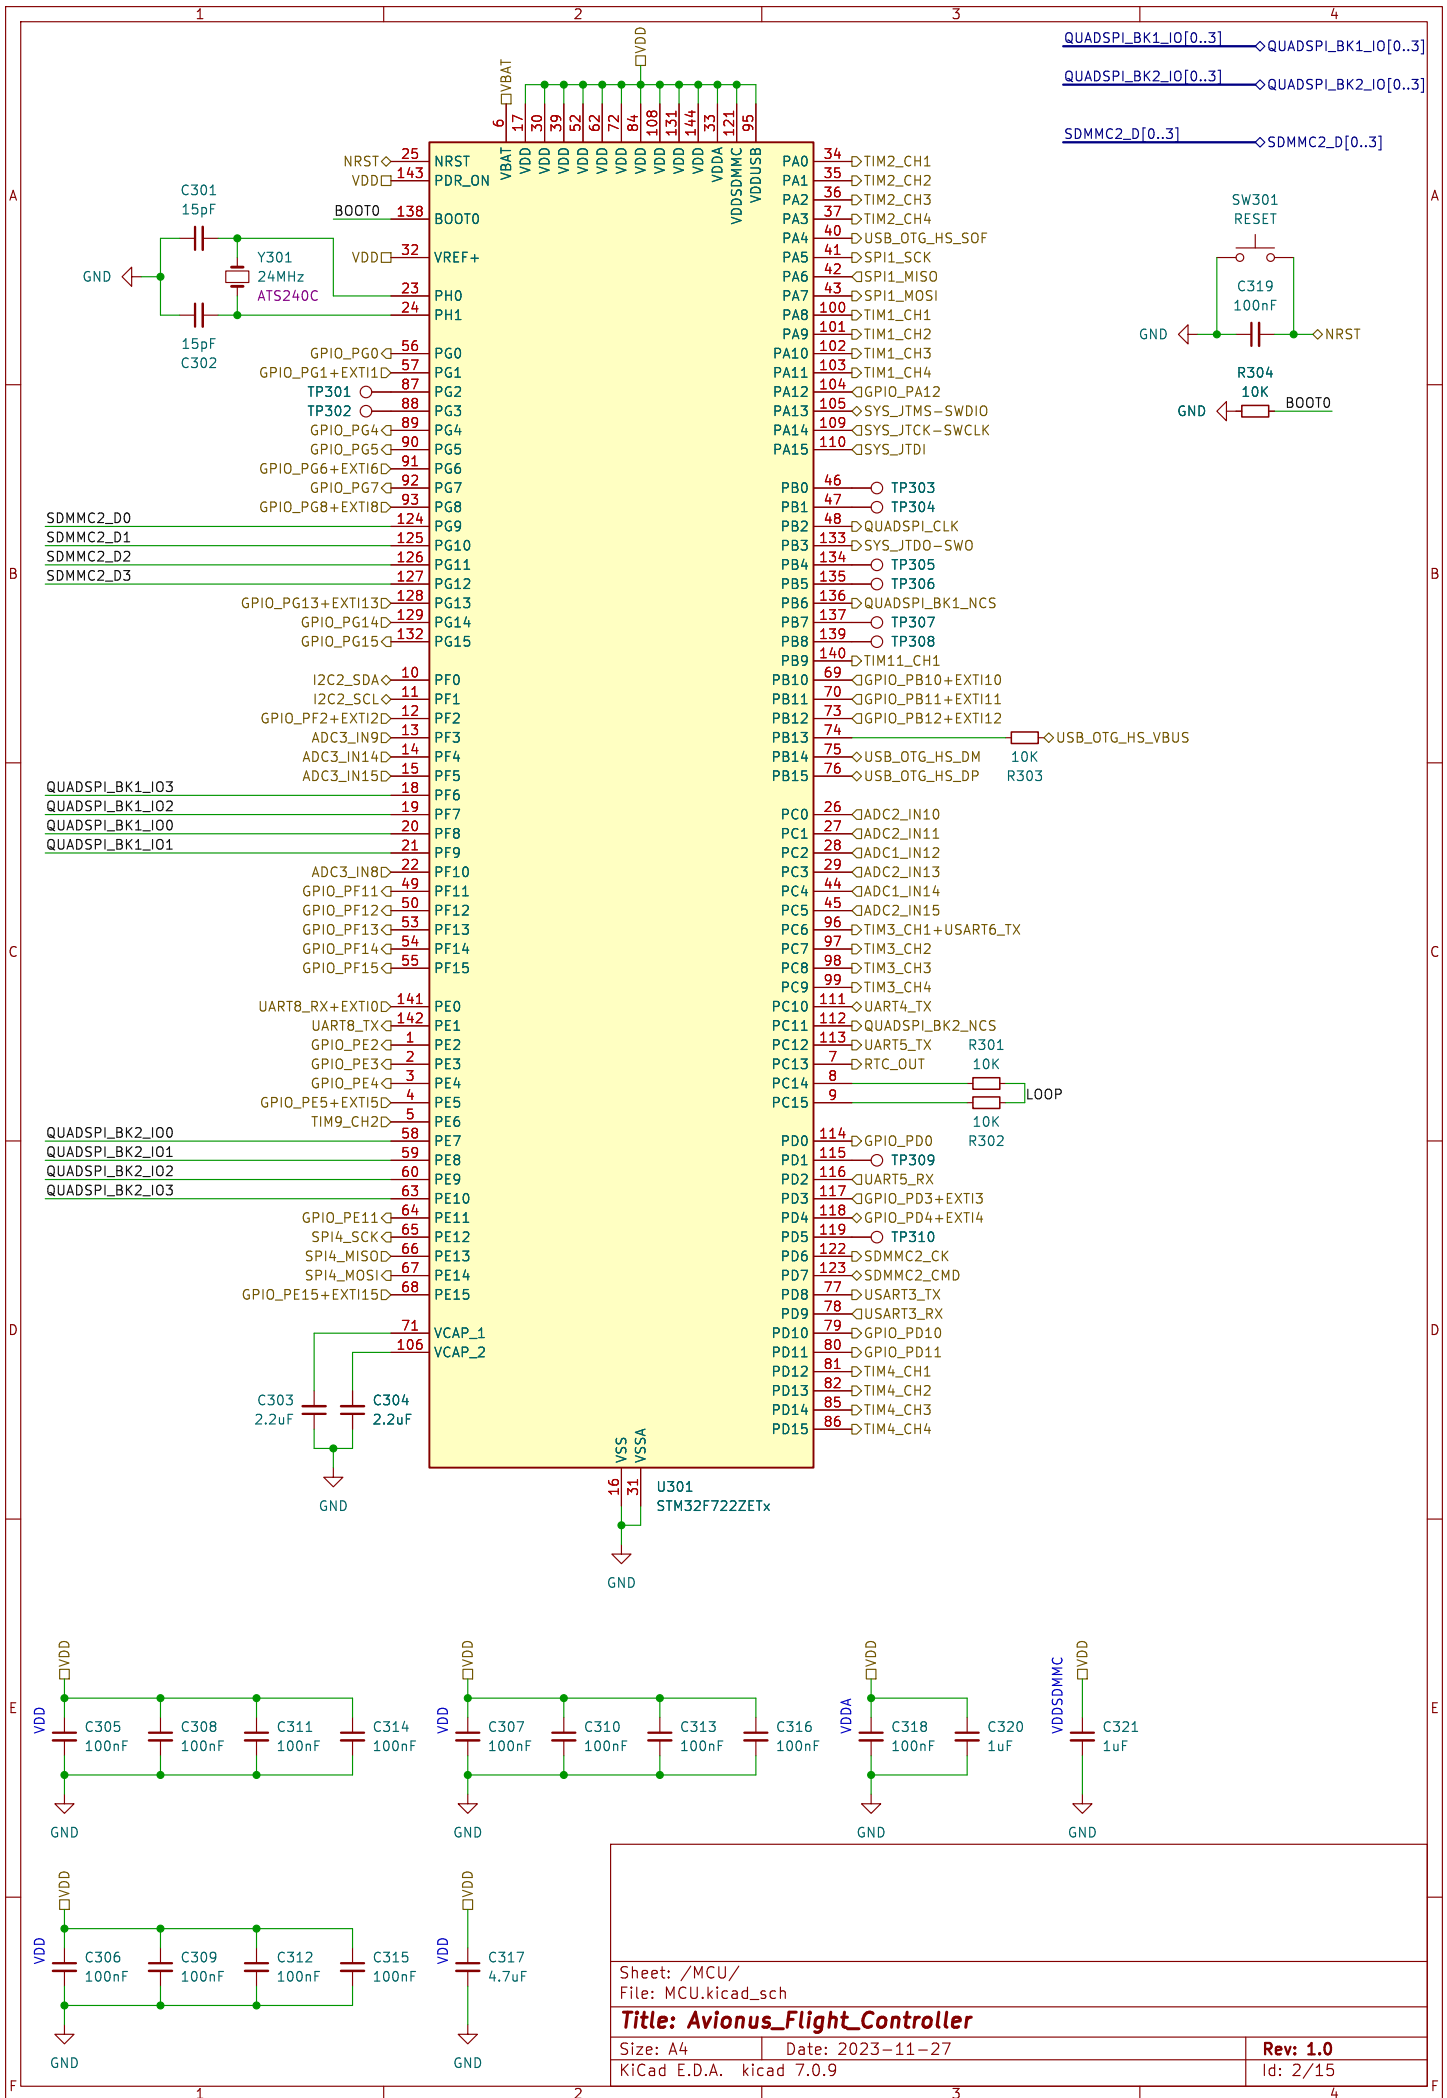 1 2 3 4
QUADSPI_BK1_IO[0..3] QUADSPI_BK1_IO[0..3]
QUADSPI_BK2_IO[0..3] QUADSPI_BK2_IO[0..3]
SDMMC2_D[0..3] SDMMC2_D[0..3]
VDD
VBAT
6 17 30 39 52 62 72 84 108 131 144 33 121 95
VBAT VDD VDD VDD VDD VDD VDD VDD VDD VDD VDD VDDA VDDSDMMC VDDUSB
NRST 25 NRST
VDD 143 PDR_ON
BOOT0 138 BOOT0
VDD 32 VREF+
23 PH0
24 PH1
C301
15pF
GND
Y301
24MHz
ATS240C
15pF
C302
GPIO_PG0 56 PG0
GPIO_PG1+EXTI1 57 PG1
TP301 87 PG2
TP302 88 PG3
GPIO_PG4 89 PG4
GPIO_PG5 90 PG5
GPIO_PG6+EXTI6 91 PG6
GPIO_PG7 92 PG7
GPIO_PG8+EXTI8 93 PG8
SDMMC2_D0 124 PG9
SDMMC2_D1 125 PG10
SDMMC2_D2 126 PG11
SDMMC2_D3 127 PG12
GPIO_PG13+EXTI13 128 PG13
GPIO_PG14 129 PG14
GPIO_PG15 132 PG15
I2C2_SDA 10 PF0
I2C2_SCL 11 PF1
GPIO_PF2+EXTI2 12 PF2
ADC3_IN9 13 PF3
ADC3_IN14 14 PF4
ADC3_IN15 15 PF5
QUADSPI_BK1_IO3 18 PF6
QUADSPI_BK1_IO2 19 PF7
QUADSPI_BK1_IO0 20 PF8
QUADSPI_BK1_IO1 21 PF9
ADC3_IN8 22 PF10
GPIO_PF11 49 PF11
GPIO_PF12 50 PF12
GPIO_PF13 53 PF13
GPIO_PF14 54 PF14
GPIO_PF15 55 PF15
UART8_RX+EXTI0 141 PE0
UART8_TX 142 PE1
GPIO_PE2 1 PE2
GPIO_PE3 2 PE3
GPIO_PE4 3 PE4
GPIO_PE5+EXTI5 4 PE5
TIM9_CH2 5 PE6
QUADSPI_BK2_IO0 58 PE7
QUADSPI_BK2_IO1 59 PE8
QUADSPI_BK2_IO2 60 PE9
QUADSPI_BK2_IO3 63 PE10
GPIO_PE11 64 PE11
SPI4_SCK 65 PE12
SPI4_MISO 66 PE13
SPI4_MOSI 67 PE14
GPIO_PE15+EXTI15 68 PE15
71 VCAP_1
106 VCAP_2
C303
2.2uF
C304
2.2uF
GND
PA0 34 TIM2_CH1
PA1 35 TIM2_CH2
PA2 36 TIM2_CH3
PA3 37 TIM2_CH4
PA4 40 USB_OTG_HS_SOF
PA5 41 SPI1_SCK
PA6 42 SPI1_MISO
PA7 43 SPI1_MOSI
PA8 100 TIM1_CH1
PA9 101 TIM1_CH2
PA10 102 TIM1_CH3
PA11 103 TIM1_CH4
PA12 104 GPIO_PA12
PA13 105 SYS_JTMS-SWDIO
PA14 109 SYS_JTCK-SWCLK
PA15 110 SYS_JTDI
PB0 46 TP303
PB1 47 TP304
PB2 48 QUADSPI_CLK
PB3 133 SYS_JTDO-SWO
PB4 134 TP305
PB5 135 TP306
PB6 136 QUADSPI_BK1_NCS
PB7 137 TP307
PB8 139 TP308
PB9 140 TIM11_CH1
PB10 69 GPIO_PB10+EXTI10
PB11 70 GPIO_PB11+EXTI11
PB12 73 GPIO_PB12+EXTI12
PB13 74 USB_OTG_HS_VBUS
10K
R303
PB14 75 USB_OTG_HS_DM
PB15 76 USB_OTG_HS_DP
PC0 26 ADC2_IN10
PC1 27 ADC2_IN11
PC2 28 ADC1_IN12
PC3 29 ADC2_IN13
PC4 44 ADC1_IN14
PC5 45 ADC2_IN15
PC6 96 TIM3_CH1+USART6_TX
PC7 97 TIM3_CH2
PC8 98 TIM3_CH3
PC9 99 TIM3_CH4
PC10 111 UART4_TX
PC11 112 QUADSPI_BK2_NCS
PC12 113 UART5_TX
PC13 7 RTC_OUT
PC14 8
PC15 9
R301
10K
LOOP
10K
R302
PD0 114 GPIO_PD0
PD1 115 TP309
PD2 116 UART5_RX
PD3 117 GPIO_PD3+EXTI3
PD4 118 GPIO_PD4+EXTI4
PD5 119 TP310
PD6 122 SDMMC2_CK
PD7 123 SDMMC2_CMD
PD8 77 USART3_TX
PD9 78 USART3_RX
PD10 79 GPIO_PD10
PD11 80 GPIO_PD11
PD12 81 TIM4_CH1
PD13 82 TIM4_CH2
PD14 85 TIM4_CH3
PD15 86 TIM4_CH4
VSS VSSA
16 31
U301
STM32F722ZETx
GND
SW301
RESET
C319
100nF
GND NRST
R304
10K
GND BOOT0
A A
B B
C C
D D
E E
F F
VDD VDD VDD VDD
VDD VDD VDDA VDDSDMMC
C305 C308 C311 C314 C307 C310 C313 C316 C318 C320 C321
100nF 100nF 100nF 100nF 100nF 100nF 100nF 100nF 100nF 1uF 1uF
GND GND GND GND
VDD VDD
VDD VDD
C306 C309 C312 C315 C317
100nF 100nF 100nF 100nF 4.7uF
GND GND
Sheet: /MCU/
File: MCU.kicad_sch
Title: Avionus_Flight_Controller
Size: A4 Date: 2023-11-27 Rev: 1.0
KiCad E.D.A. kicad 7.0.9 Id: 2/15
1 2 3 4